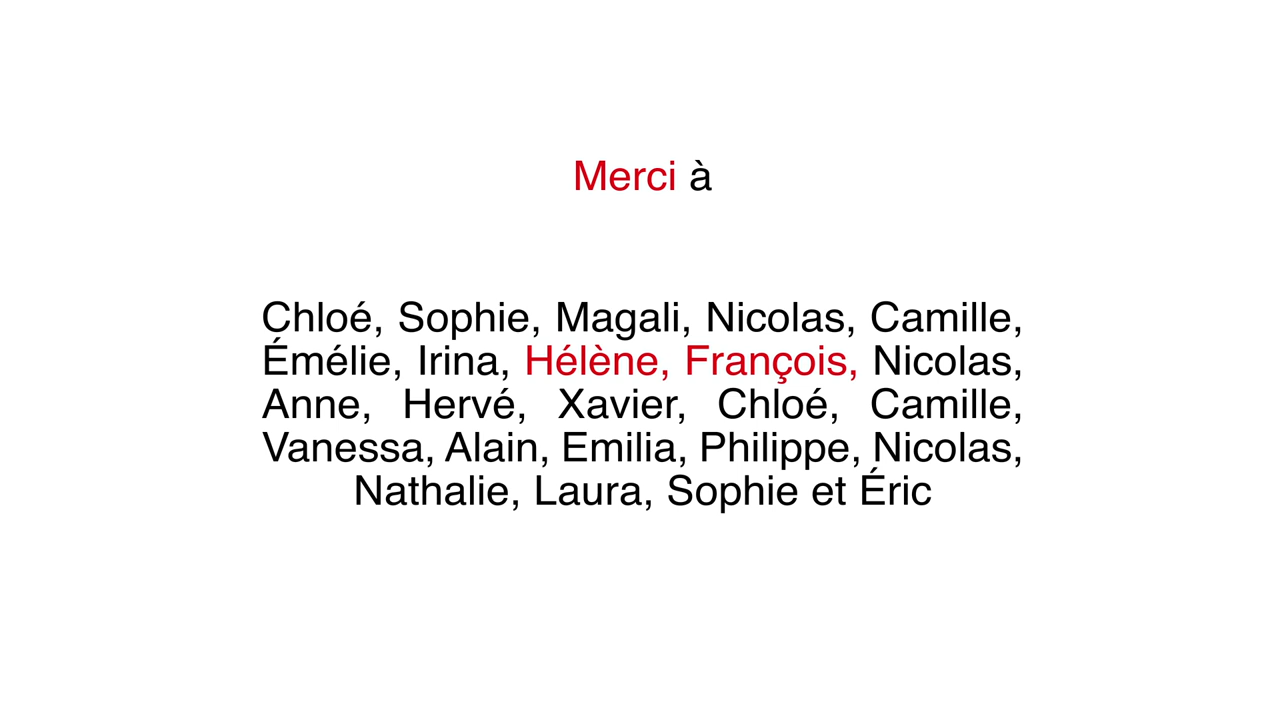 Merci à
Chloé, Sophie, Magali, Nicolas, Camille,
Émélie, Irina, Hélène, François, Nicolas,
Anne, Hervé, Xavier, Chloé, Camille,
Vanessa, Alain, Emilia, Philippe, Nicolas,
Nathalie, Laura, Sophie et Éric